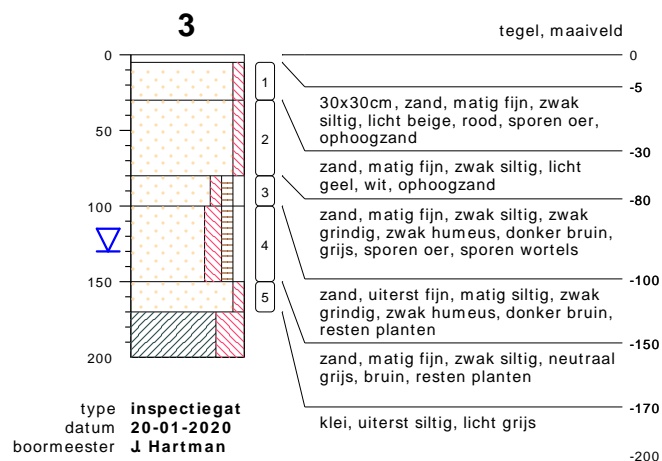 3
tegel, maaiveld
0
0
-5
1
30x30cm, zand, matig fijn, zwak
siltig, licht beige, rood, sporen oer,
ophoogzand
-30
50
2
zand, matig fijn, zwak siltig, licht
geel, wit, ophoogzand
-80
3
zand, matig fijn, zwak siltig, zwak
grindig, zwak humeus, donker bruin,
grijs, sporen oer, sporen wortels
100
4
-100
zand, uiterst fijn, matig siltig, zwak
grindig, zwak humeus, donker bruin,
resten planten
150
5
-150
zand, matig fijn, zwak siltig, neutraal
grijs, bruin, resten planten
200
-170
klei, uiterst siltig, licht grijs
-200
type inspectiegat
datum 20-01-2020
boormeester J. Hartman